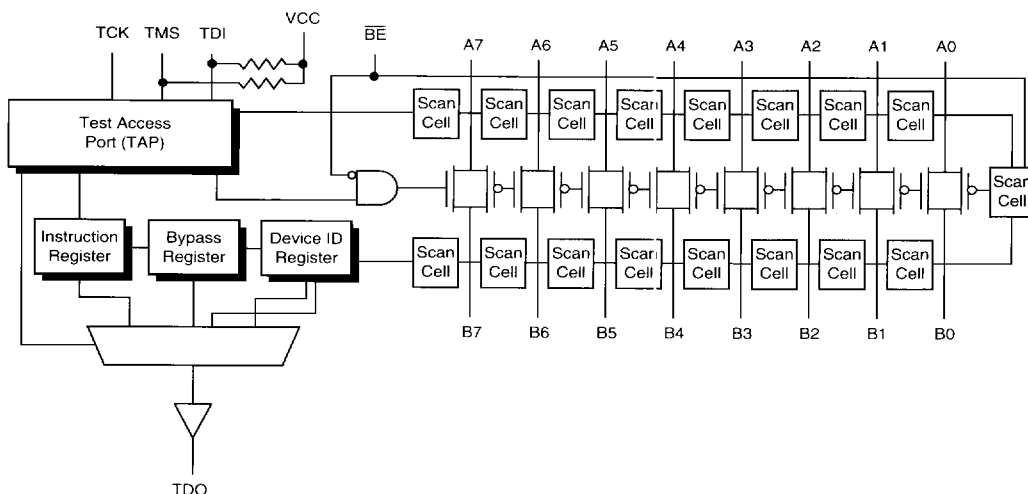 VCC
TCK TMS TDI
BE
A7 A6 A5 A4 A3 A2 A1 A0
Test Access
Port (TAP)
Scan
Cell
Scan
Cell
Scan
Cell
Scan
Cell
Scan
Cell
Scan
Cell
Scan
Cell
Scan
Cell
Scan
Cell
Instruction
Register
Bypass
Register
Device ID
Register
Scan
Cell
Scan
Cell
Scan
Cell
Scan
Cell
Scan
Cell
Scan
Cell
Scan
Cell
Scan
Cell
B7 B6 B5 B4 B3 B2 B1 B0
TDO